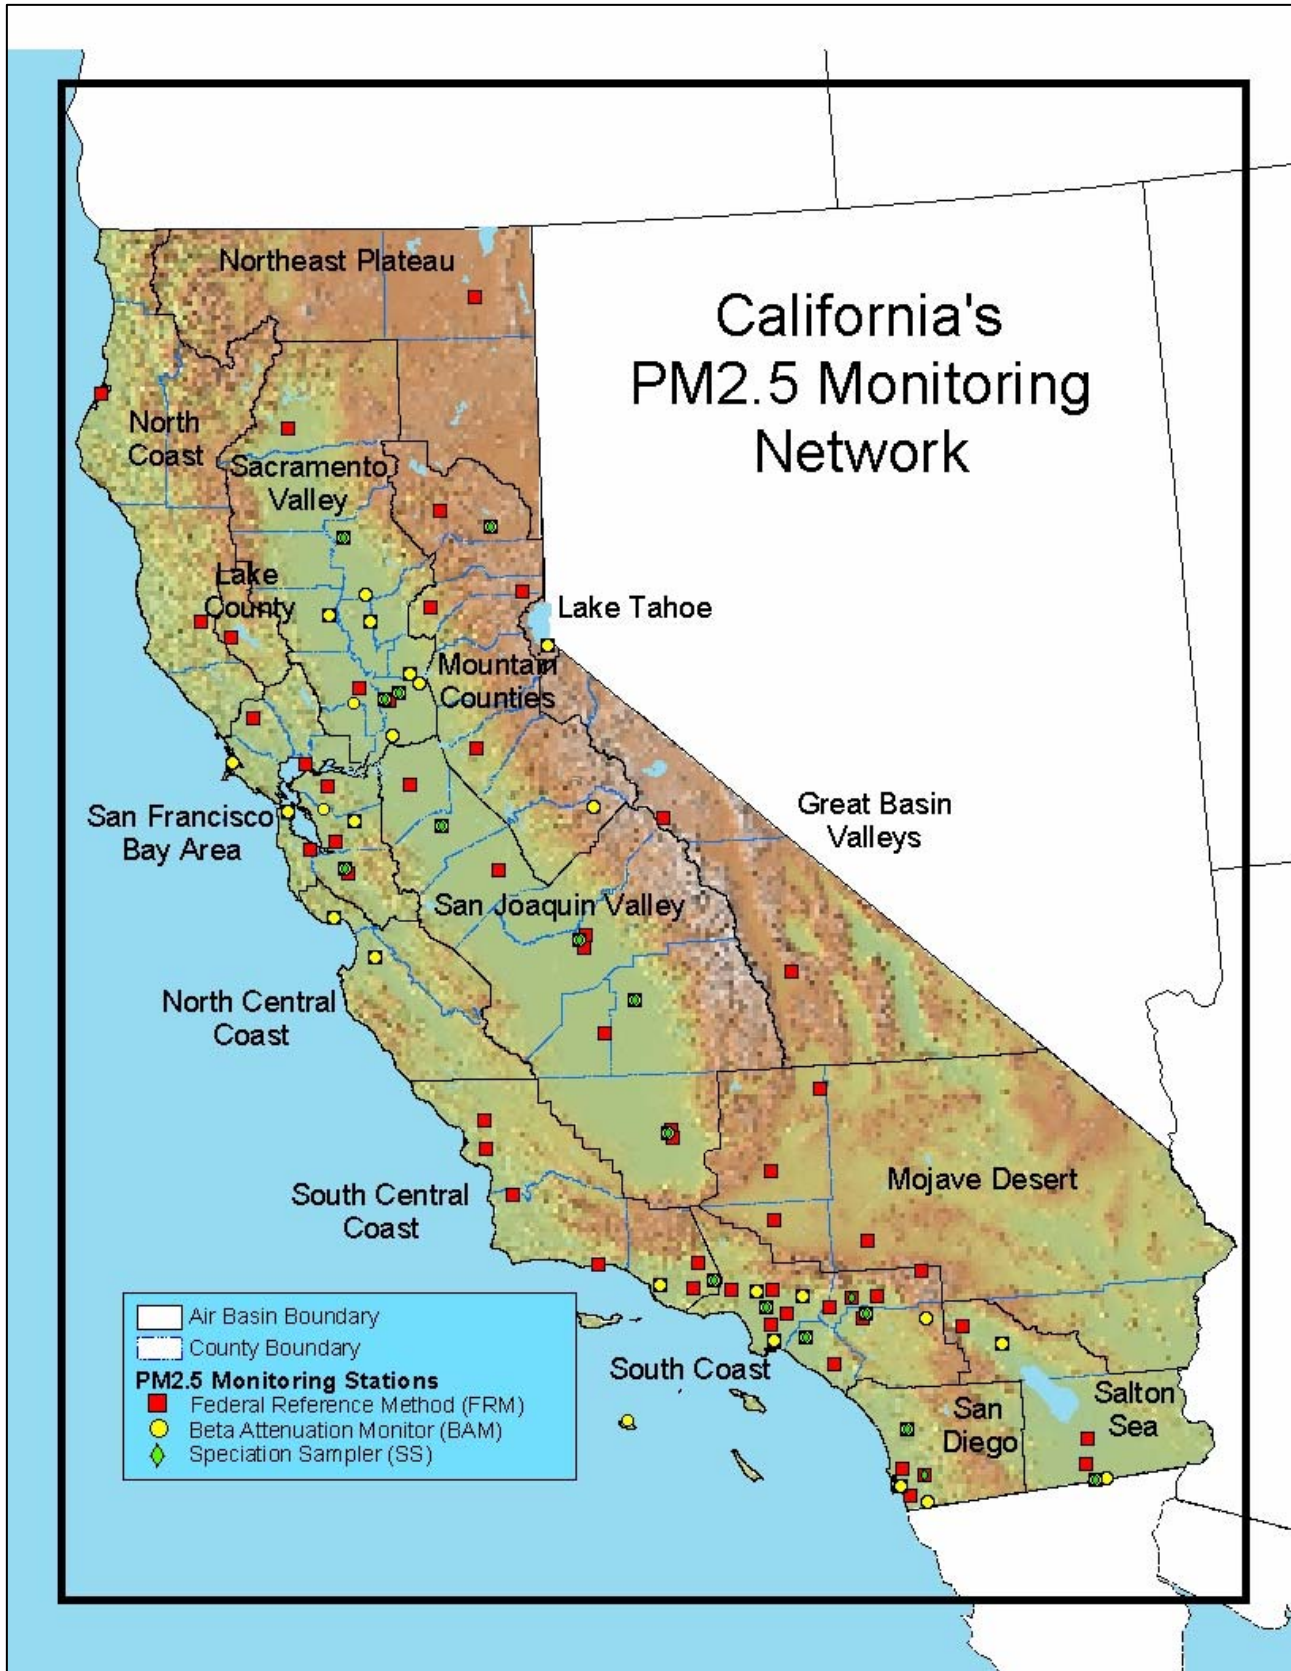 California's
PM2.5 Monitoring
Network
Northeast Plateau
North
Coast
Sacramento
Valley
Lake
County
Lake Tahoe
Mountain
Counties
Great Basin
Valleys
San Francisco
Bay Area
San Joaquin Valley
North Central
Coast
Mojave Desert
South Central
Coast
South Coast
San
Diego
Salton
Sea
Air Basin Boundary
County Boundary
PM2.5 Monitoring Stations
Federal Reference Method (FRM)
Beta Attenuation Monitor (BAM)
Speciation Sampler (SS)